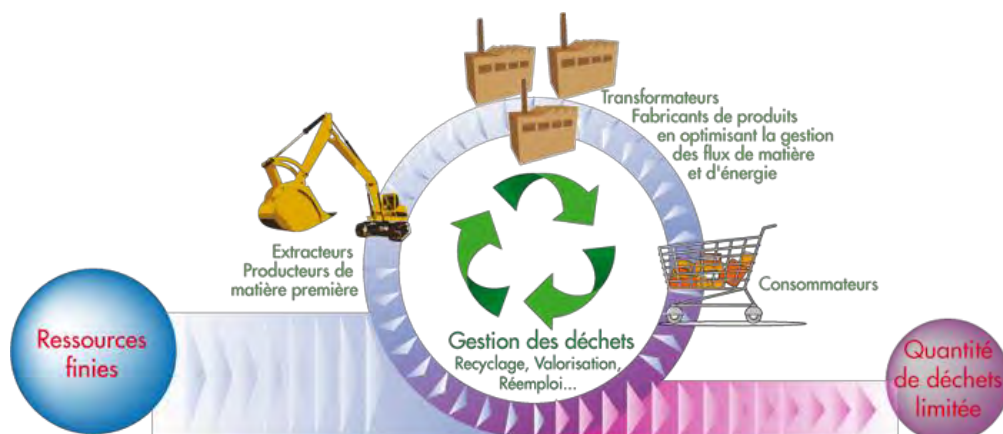 Transformateurs
Fabricants de produits
en optimisant la gestion
des flux de matière
et d'énergie
Extracteurs
Producteurs de
matière première
Consommateurs
Ressources
finies
Gestion des déchets
Recyclage, Valorisation,
Réemploi...
Quantité
de déchets
limitée